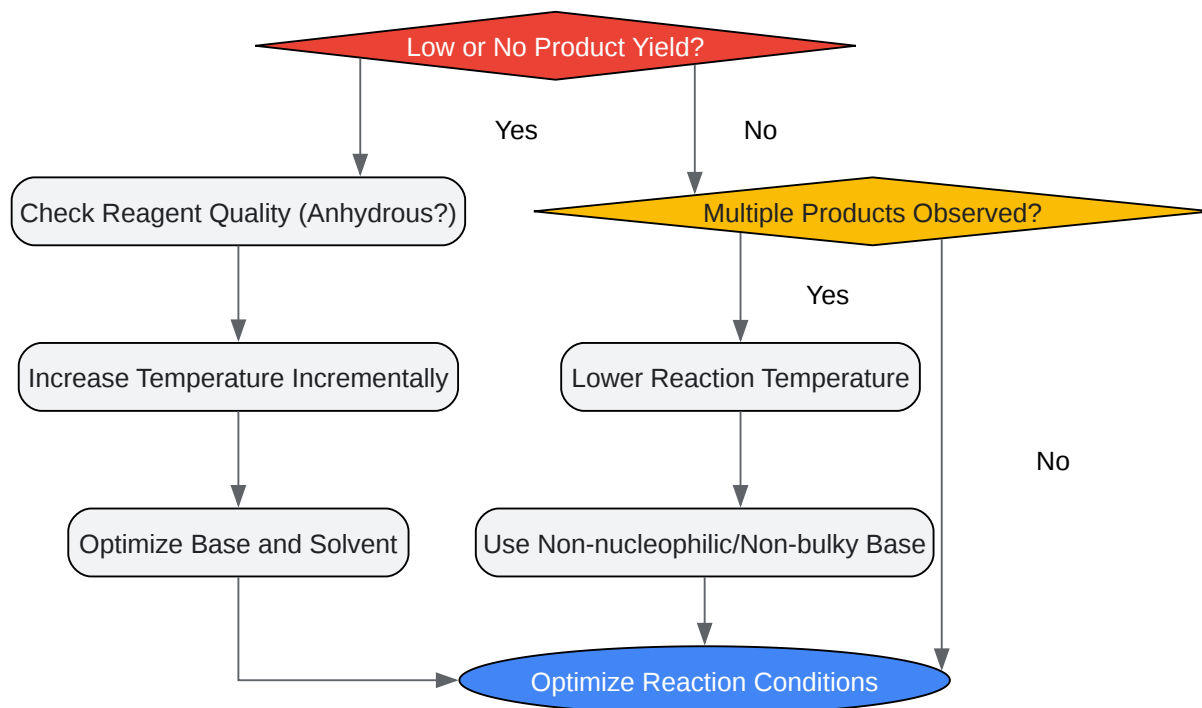 Low or No Product Yield?
Yes
No
Check Reagent Quality (Anhydrous?)
Multiple Products Observed?
Yes
Increase Temperature Incrementally
Lower Reaction Temperature
No
Optimize Base and Solvent
Use Non-nucleophilic/Non-bulky Base
Optimize Reaction Conditions